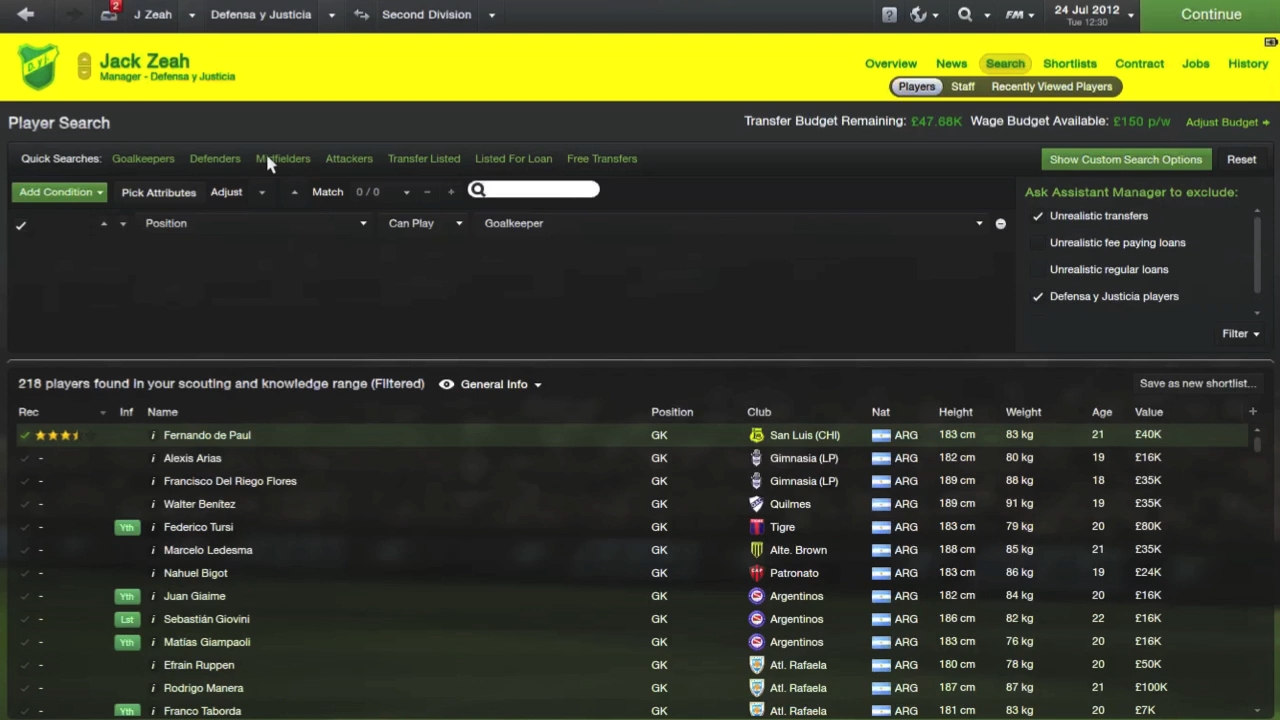 2 J Zeah Defensa y Justicia Second Division ? FM 24 Jul 2012 Continue
Tue 12:30
Jack Zeah
Manager - Defensa y Justicia
Overview News Search Shortlists Contract Jobs History
Players Staff Recently Viewed Players
Player Search
Transfer Budget Remaining: £47.68K Wage Budget Available: £150 p/w Adjust Budget
Quick Searches: Goalkeepers Defenders Midfielders Attackers Transfer Listed Listed For Loan Free Transfers Show Custom Search Options Reset
Add Condition Pick Attributes Adjust Match 0 / 0 - +
Ask Assistant Manager to exclude:
Position Can Play Goalkeeper
Unrealistic transfers
Unrealistic fee paying loans
Unrealistic regular loans
Defensa y Justicia players
Filter
218 players found in your scouting and knowledge range (Filtered) General Info Save as new shortlist...
Rec Inf Name Position Club Nat Height Weight Age Value +
i Fernando de Paul GK San Luis (CHI) ARG 183 cm 83 kg 21 £40K
- i Alexis Arias GK Gimnasia (LP) ARG 182 cm 80 kg 19 £16K
- i Francisco Del Riego Flores GK Gimnasia (LP) ARG 189 cm 88 kg 18 £35K
- i Walter Benítez GK Quilmes ARG 189 cm 91 kg 19 £35K
- Yth i Federico Tursi GK Tigre ARG 183 cm 79 kg 20 £80K
- i Marcelo Ledesma GK Alte. Brown ARG 188 cm 85 kg 21 £35K
- i Nahuel Bigot GK Patronato ARG 183 cm 86 kg 19 £24K
- Yth i Juan Giaime GK Argentinos ARG 182 cm 84 kg 20 £16K
- Lst i Sebastián Giovini GK Argentinos ARG 186 cm 82 kg 22 £16K
- Yth i Matías Giampaoli GK Argentinos ARG 183 cm 76 kg 20 £16K
- i Efrain Ruppen GK Atl. Rafaela ARG 180 cm 78 kg 20 £50K
- i Rodrigo Manera GK Atl. Rafaela ARG 187 cm 87 kg 21 £100K
- Yth i Franco Taborda GK Atl. Rafaela ARG 181 cm 83 kg 20 £7K